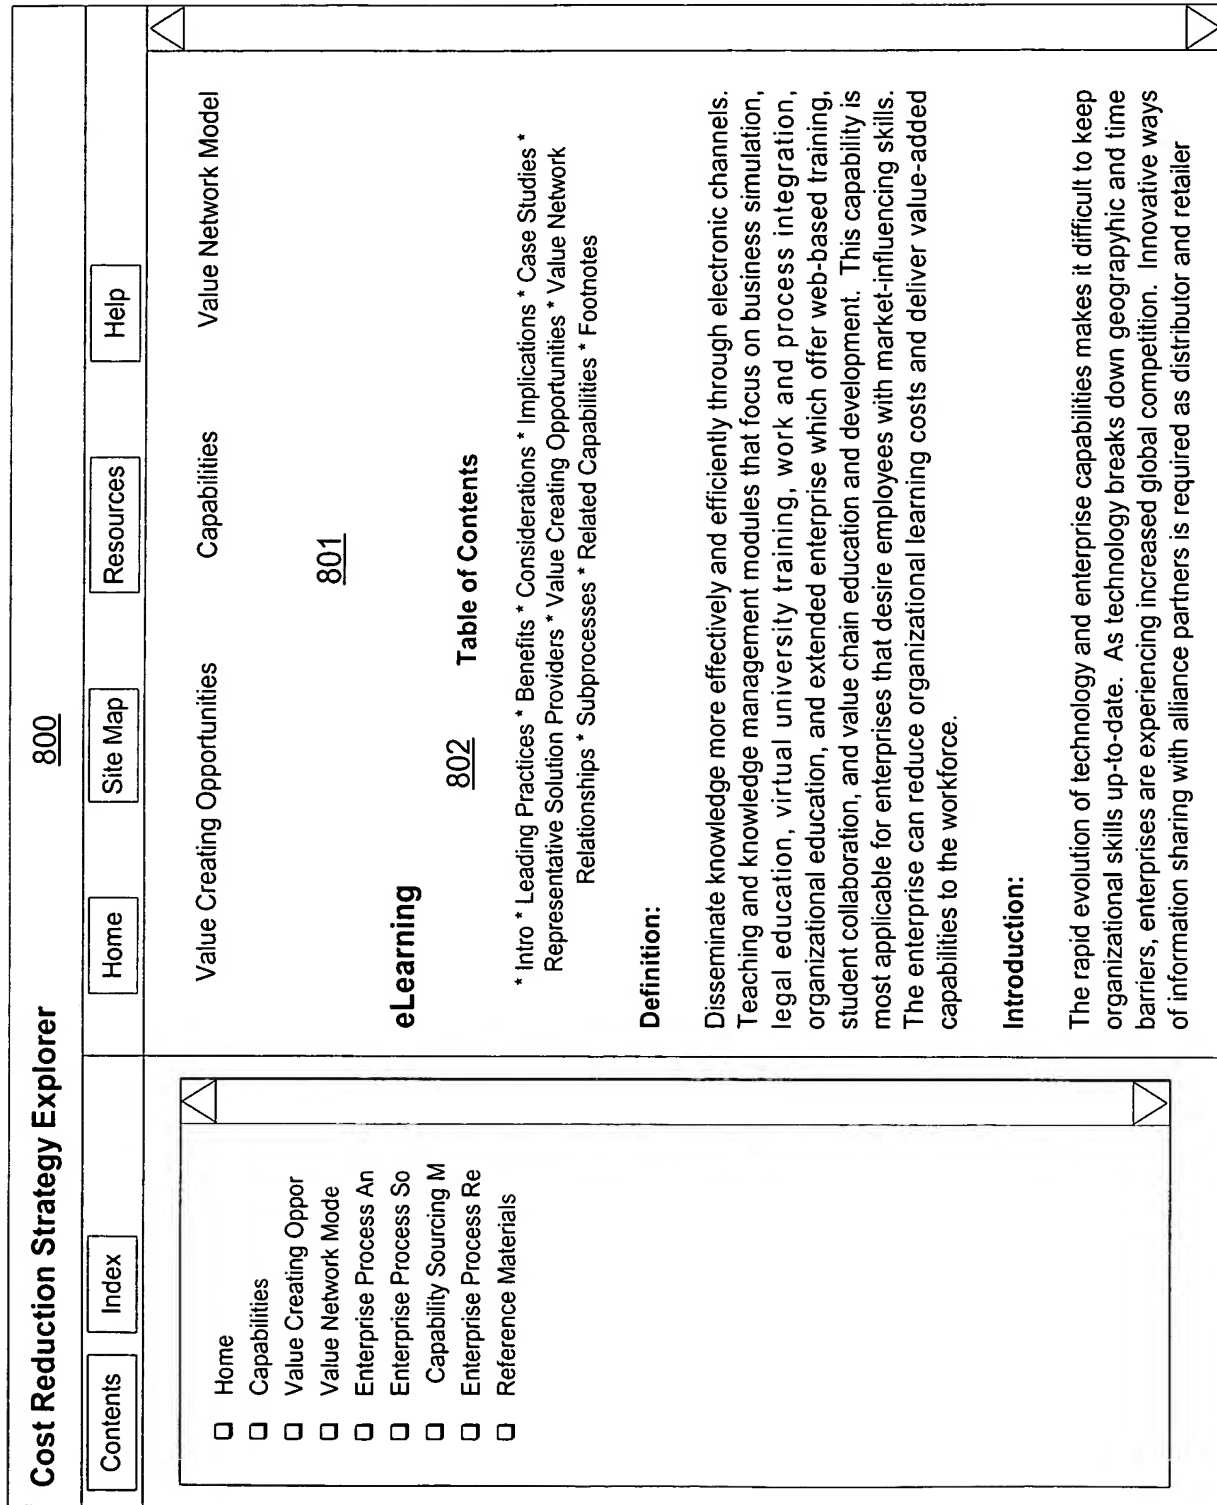 Cost Reduction Strategy Explorer
800
Contents
Index
Home
Site Map
Resources
Help
Home
Capabilities
Value Creating Oppor
Value Network Mode
Enterprise Process An
Enterprise Process So
Capability Sourcing M
Enterprise Process Re
Reference Materials
Value Creating Opportunities
Capabilities
Value Network Model
801
eLearning
802
Table of Contents
* Intro * Leading Practices * Benefits * Considerations * Implications * Case Studies *
Representative Solution Providers * Value Creating Opportunities * Value Network
Relationships * Subprocesses * Related Capabilities * Footnotes
Definition:
Disseminate knowledge more effectively and efficiently through electronic channels.
Teaching and knowledge management modules that focus on business simulation,
legal education, virtual university training, work and process integration,
organizational education, and extended enterprise which offer web-based training,
student collaboration, and value chain education and development. This capability is
most applicable for enterprises that desire employees with market-influencing skills.
The enterprise can reduce organizational learning costs and deliver value-added
capabilities to the workforce.
Introduction:
The rapid evolution of technology and enterprise capabilities makes it difficult to keep
organizational skills up-to-date. As technology breaks down geograpyhic and time
barriers, enterprises are experiencing increased global competition. Innovative ways
of information sharing with alliance partners is required as distributor and retailer